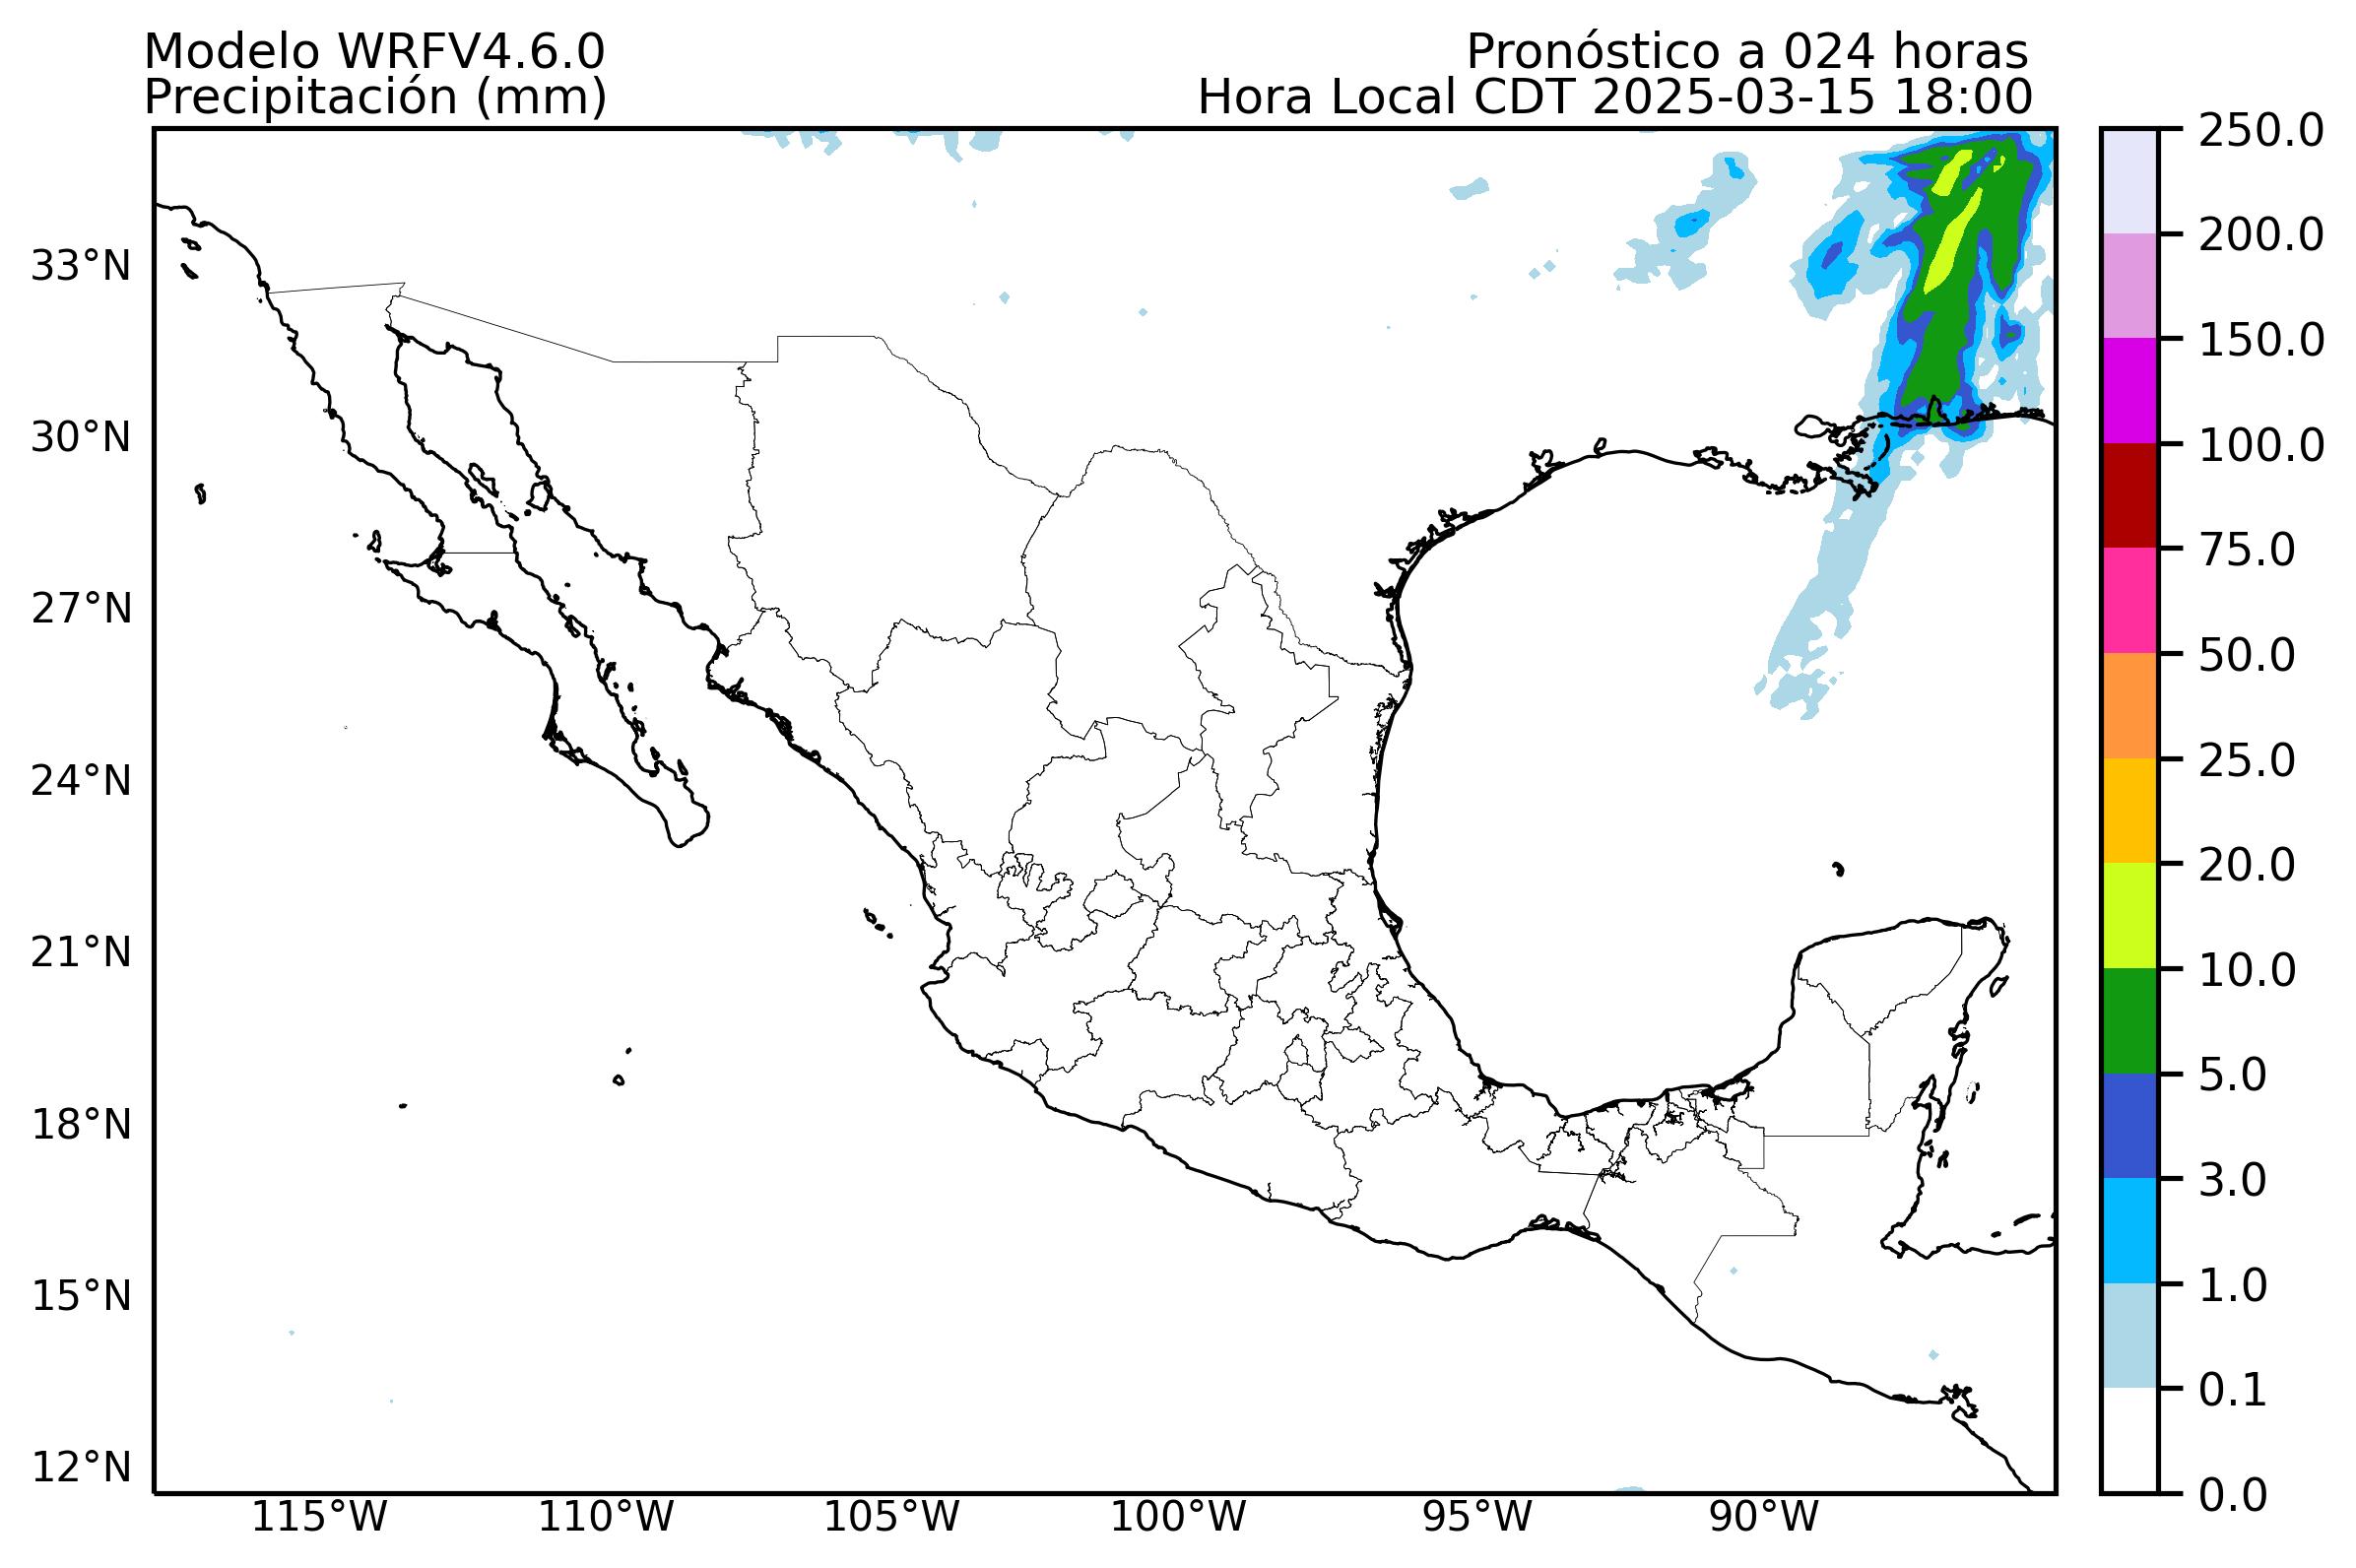 Modelo WRFV4.6.0
Pronóstico a 024 horas
Precipitación (mm)
Hora Local CDT 2025-03-15 18:00
33°N
30°N
27°N
24°N
21°N
18°N
15°N
12°N
115°W
110°W
105°W
100°W
95°W
90°W
250.0
200.0
150.0
100.0
75.0
50.0
25.0
20.0
10.0
5.0
3.0
1.0
0.1
0.0